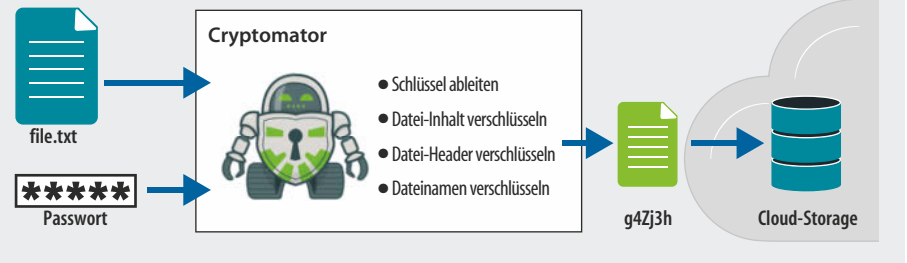 Cryptomator
file.txt
*****
Passwort
• Schlüssel ableiten
• Datei-Inhalt verschlüsseln
• Datei-Header verschlüsseln
• Dateinamen verschlüsseln
g4Zj3h
Cloud-Storage